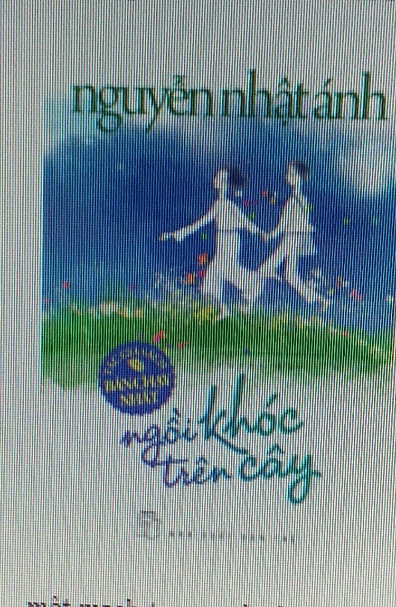 nguyễn nhật ánh
BÁN CHẠY
NHẤT
ngồi khóc
trên cây